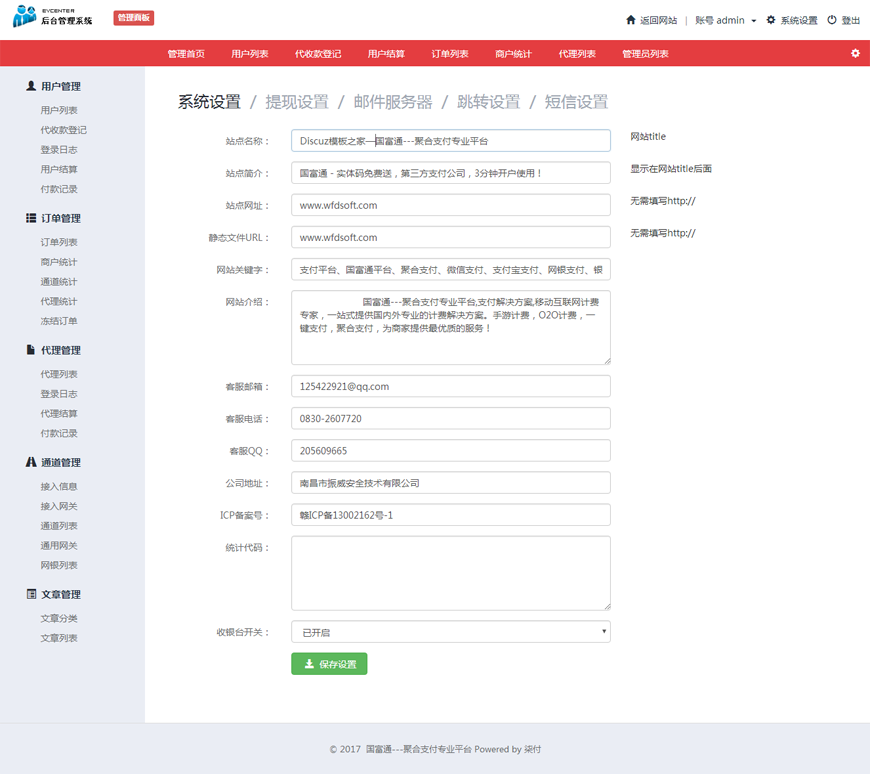 EVCENTER
后台管理系统
管理面板
返回网站 | 账号 admin 系统设置 登出
管理首页 用户列表 代收款登记 用户结算 订单列表 商户统计 代理列表 管理员列表
用户管理
用户列表
代收款登记
登录日志
用户结算
付款记录
订单管理
订单列表
商户统计
通道统计
代理统计
冻结订单
代理管理
代理列表
登录日志
代理结算
付款记录
通道管理
接入信息
接入网关
通道列表
通用网关
网银列表
文章管理
文章分类
文章列表
系统设置 / 提现设置 / 邮件服务器 / 跳转设置 / 短信设置
站点名称： Discuz模板之家—国富通---聚合支付专业平台 网站title
站点简介： 国富通 - 实体码免费送，第三方支付公司，3分钟开户使用！ 显示在网站title后面
站点网址： www.wfdsoft.com 无需填写http://
静态文件URL： www.wfdsoft.com 无需填写http://
网站关键字： 支付平台、国富通平台、聚合支付、微信支付、支付宝支付、网银支付、银
网站介绍： 国富通---聚合支付专业平台,支付解决方案,移动互联网计费
专家，一站式提供国内外专业的计费解决方案。手游计费，O2O计费，一
键支付，聚合支付，为商家提供最优质的服务！
客服邮箱： 125422921@qq.com
客服电话： 0830-2607720
客服QQ： 205609665
公司地址： 南昌市振威安全技术有限公司
ICP备案号： 赣ICP备13002162号-1
统计代码：
收银台开关： 已开启
保存设置
© 2017 国富通---聚合支付专业平台 Powered by 柒付